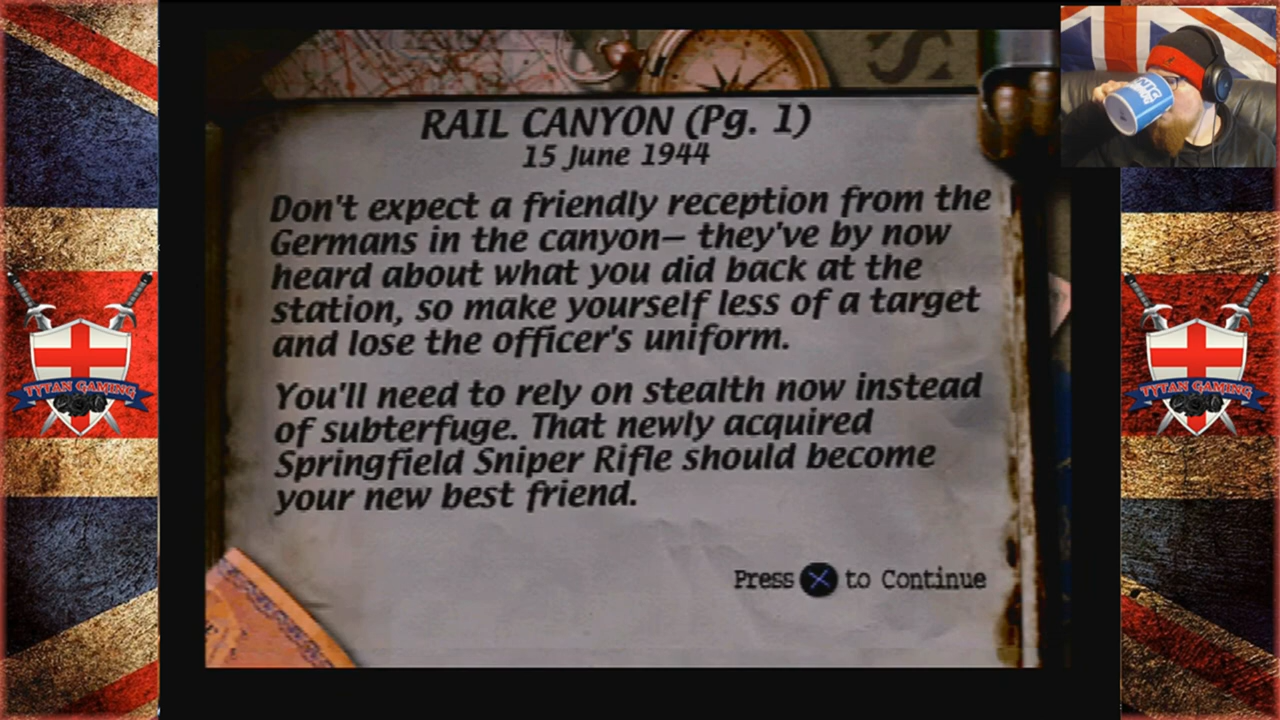 RAIL CANYON (Pg. 1)
15 June 1944
Don't expect a friendly reception from the
Germans in the canyon— they've by now
heard about what you did back at the
station, so make yourself less of a target
and lose the officer's uniform.
You'll need to rely on stealth now instead
of subterfuge. That newly acquired
Springfield Sniper Rifle should become
your new best friend.
Press X to Continue
TYTAN GAMING
TYTAN GAMING